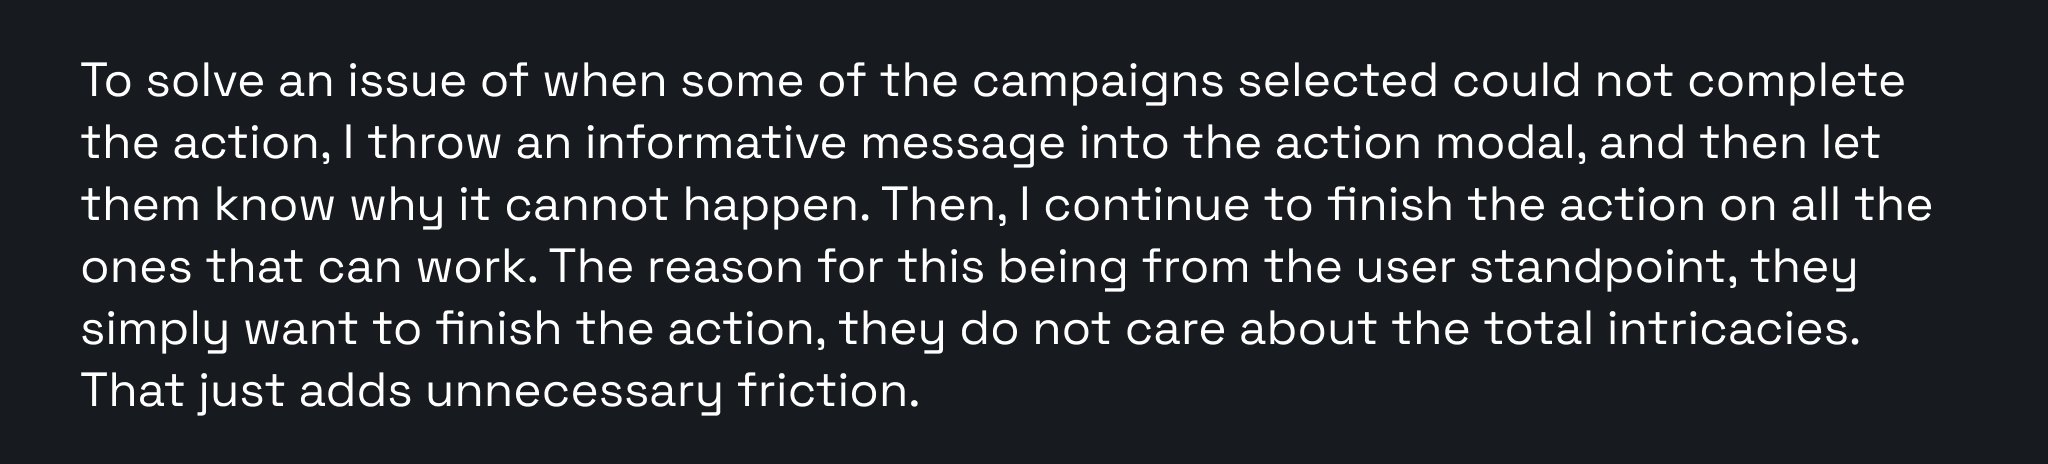 To solve an issue of when some of the campaigns selected could not complete
the action, I throw an informative message into the action modal, and then let
them know why it cannot happen. Then, I continue to finish the action on all the
ones that can work. The reason for this being from the user standpoint, they
simply want to finish the action, they do not care about the total intricacies.
That just adds unnecessary friction.